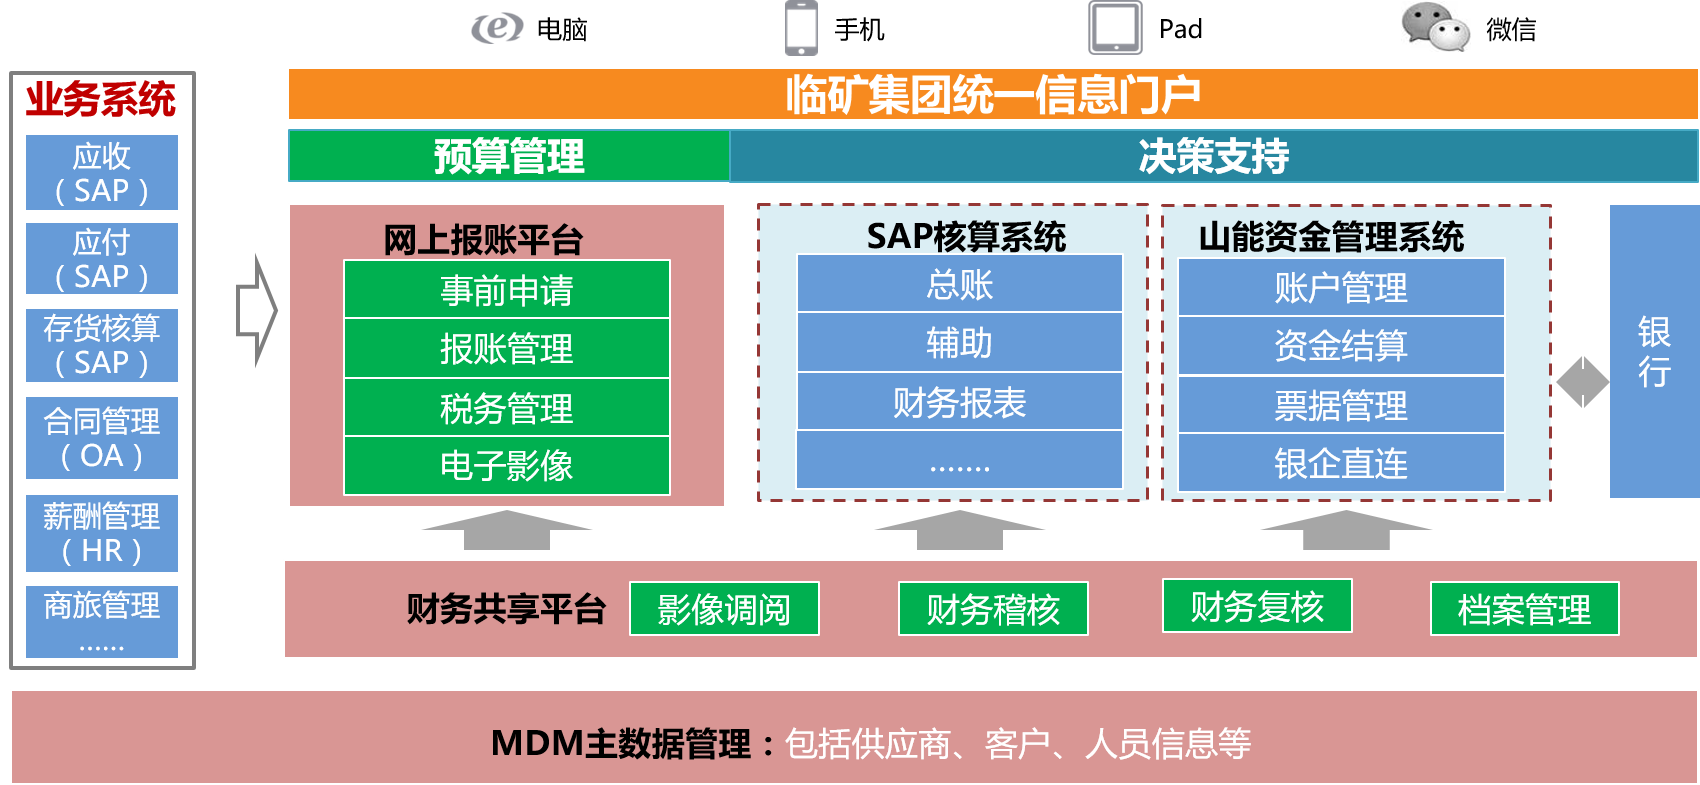 电脑
手机
Pad
微信
业务系统
应收
（SAP）
应付
（SAP）
存货核算
（SAP）
合同管理
（OA）
薪酬管理
（HR）
商旅管理
......
临矿集团统一信息门户
预算管理
决策支持
网上报账平台
事前申请
报账管理
税务管理
电子影像
SAP核算系统
总账
辅助
财务报表
.......
山能资金管理系统
账户管理
资金结算
票据管理
银企直连
银
行
财务共享平台
影像调阅
财务稽核
财务复核
档案管理
MDM主数据管理：包括供应商、客户、人员信息等